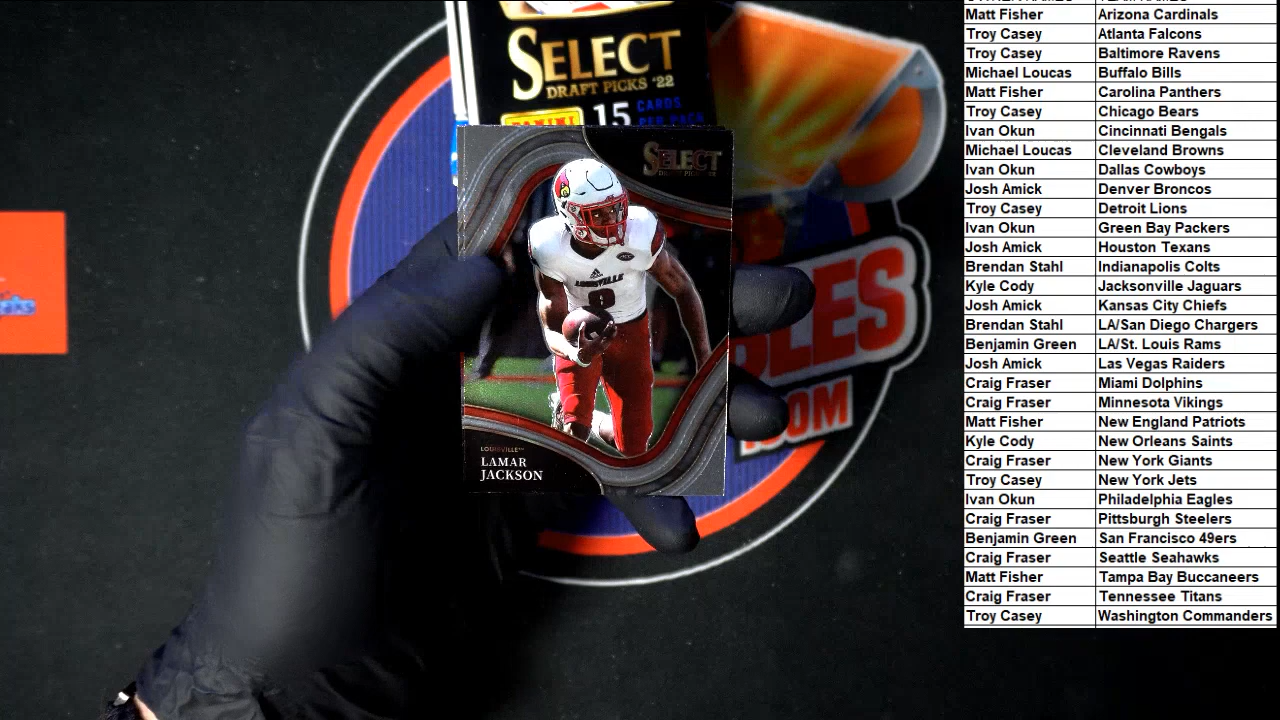 SELECT
DRAFT PICKS '22
PANINI
15 CARDS
PER PACK
SELECT
LOUISVILLE
8
LOUISVILLE
LAMAR
JACKSON
.COM
Matt Fisher Arizona Cardinals
Troy Casey Atlanta Falcons
Troy Casey Baltimore Ravens
Michael Loucas Buffalo Bills
Matt Fisher Carolina Panthers
Troy Casey Chicago Bears
Ivan Okun Cincinnati Bengals
Michael Loucas Cleveland Browns
Ivan Okun Dallas Cowboys
Josh Amick Denver Broncos
Troy Casey Detroit Lions
Ivan Okun Green Bay Packers
Josh Amick Houston Texans
Brendan Stahl Indianapolis Colts
Kyle Cody Jacksonville Jaguars
Josh Amick Kansas City Chiefs
Brendan Stahl LA/San Diego Chargers
Benjamin Green LA/St. Louis Rams
Josh Amick Las Vegas Raiders
Craig Fraser Miami Dolphins
Craig Fraser Minnesota Vikings
Matt Fisher New England Patriots
Kyle Cody New Orleans Saints
Craig Fraser New York Giants
Troy Casey New York Jets
Ivan Okun Philadelphia Eagles
Craig Fraser Pittsburgh Steelers
Benjamin Green San Francisco 49ers
Craig Fraser Seattle Seahawks
Matt Fisher Tampa Bay Buccaneers
Craig Fraser Tennessee Titans
Troy Casey Washington Commanders